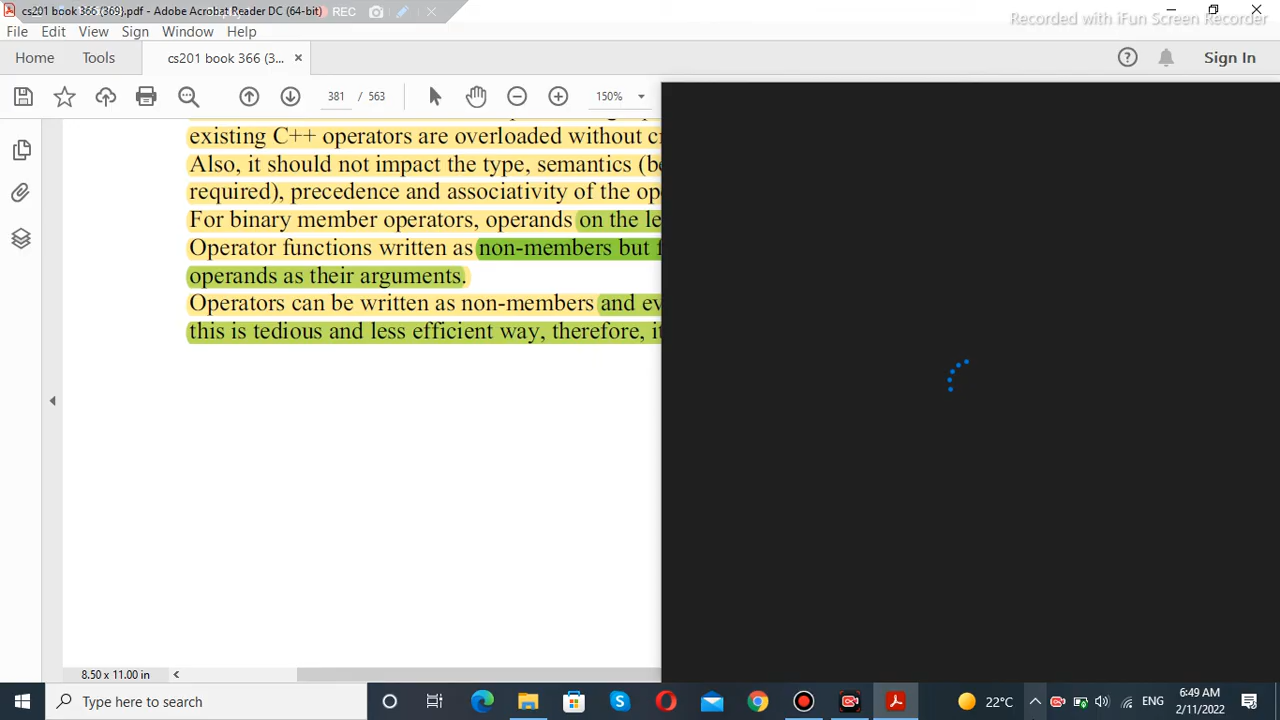 cs201 book 366 (369).pdf - Adobe Acrobat Reader DC (64-bit)
REC
Recorded with iFun Screen Recorder
File Edit View Sign Window Help
Home Tools cs201 book 366 (3... ×
Sign In
381 / 563 150%
existing C++ operators are overloaded without
Also, it should not impact the type, semantics
required), precedence and associativity of the
For binary member operators, operands on the
Operator functions written as non-members but
operands as their arguments.
Operators can be written as non-members and
this is tedious and less efficient way, therefore,
8.50 x 11.00 in
Type here to search
22°C
ENG
6:49 AM
2/11/2022